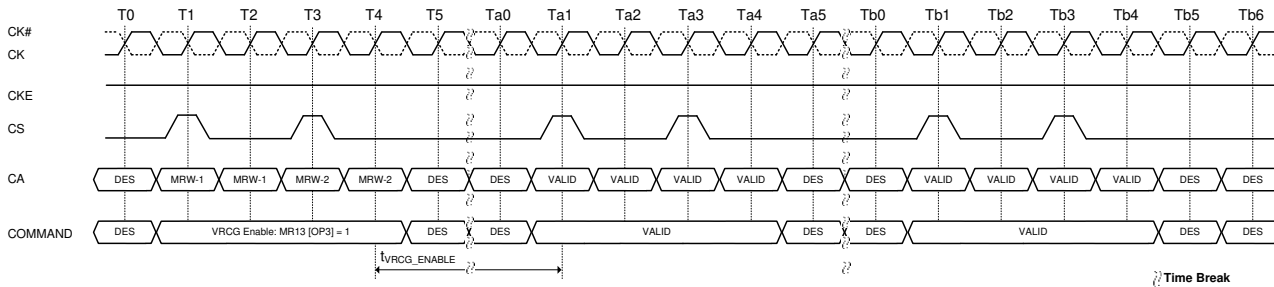 T0 T1 T2 T3 T4 T5 Ta0 Ta1 Ta2 Ta3 Ta4 Ta5 Tb0 Tb1 Tb2 Tb3 Tb4 Tb5 Tb6
CK#
CK
CKE
CS
CA DES MRW-1 MRW-1 MRW-2 MRW-2 DES DES VALID VALID VALID VALID DES DES VALID VALID VALID VALID DES DES
COMMAND DES VRCG Enable: MR13 [OP3] = 1 DES DES VALID DES DES VALID DES DES
tVRCG_ENABLE
Time Break